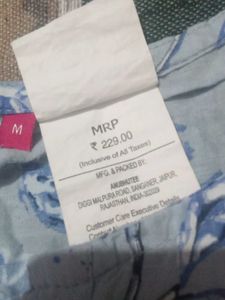 M
MRP
₹ 229.00
(Inclusive of All Taxes)
MFG. & PACKED BY:
ANUBHUTEE
DIGGI MALPURA ROAD, SANGANER, JAIPUR,
RAJASTHAN, INDIA-302029
Customer Care Executive Details